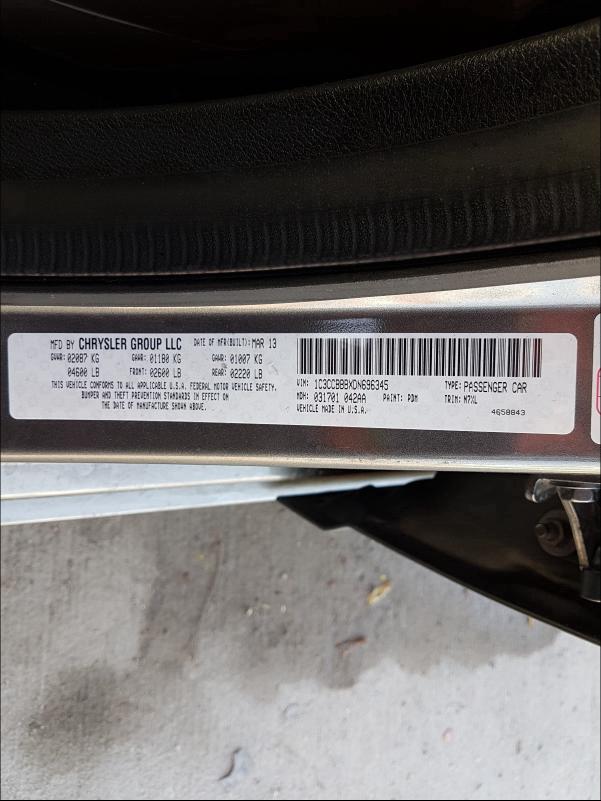 MFD BY CHRYSLER GROUP LLC DATE OF MFR(BUILT): MAR 13
GVWR: 02087 KG GAWR: 01180 KG GAWR: 01007 KG
04600 LB FRONT: 02600 LB REAR: 02220 LB
THIS VEHICLE CONFORMS TO ALL APPLICABLE U.S.A. FEDERAL MOTOR VEHICLE SAFETY,
BUMPER AND THEFT PREVENTION STANDARDS IN EFFECT ON
THE DATE OF MANUFACTURE SHOWN ABOVE.
VIN: 1C3CCBBBXDN696345 TYPE: PASSENGER CAR
MDH: 031701 042AA PAINT: PDM TRIM: M7XL
VEHICLE MADE IN U.S.A. 4658843